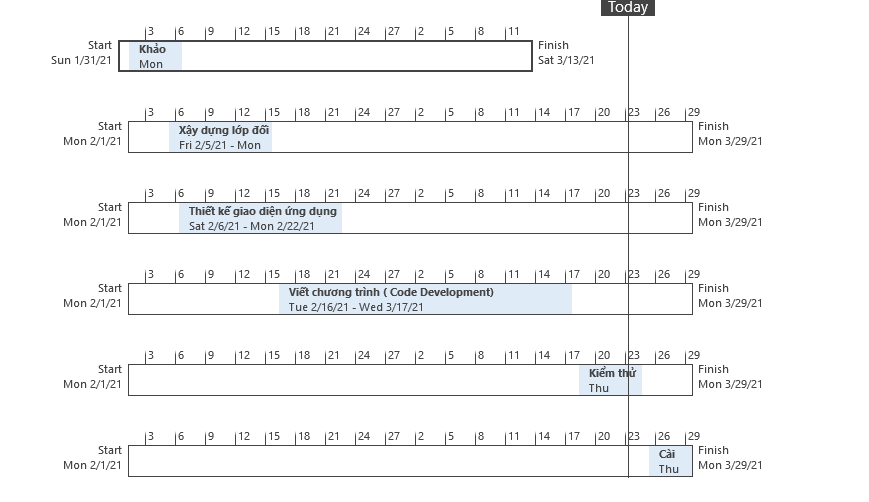 Today
3 6 9 12 15 18 21 24 27 2 5 8 11
Start
Sun 1/31/21
Khảo
Mon
Finish
Sat 3/13/21
3 6 9 12 15 18 21 24 27 2 5 8 11 14 17 20 23 26 29
Start
Mon 2/1/21
Xậy dựng lớp đối
Fri 2/5/21 - Mon
Finish
Mon 3/29/21
3 6 9 12 15 18 21 24 27 2 5 8 11 14 17 20 23 26 29
Start
Mon 2/1/21
Thiết kế giao diện ứng dụng
Sat 2/6/21 - Mon 2/22/21
Finish
Mon 3/29/21
3 6 9 12 15 18 21 24 27 2 5 8 11 14 17 20 23 26 29
Start
Mon 2/1/21
Viết chương trình ( Code Development)
Tue 2/16/21 - Wed 3/17/21
Finish
Mon 3/29/21
3 6 9 12 15 18 21 24 27 2 5 8 11 14 17 20 23 26 29
Start
Mon 2/1/21
Kiểm thử
Thu
Finish
Mon 3/29/21
3 6 9 12 15 18 21 24 27 2 5 8 11 14 17 20 23 26 29
Start
Mon 2/1/21
Cài
Thu
Finish
Mon 3/29/21